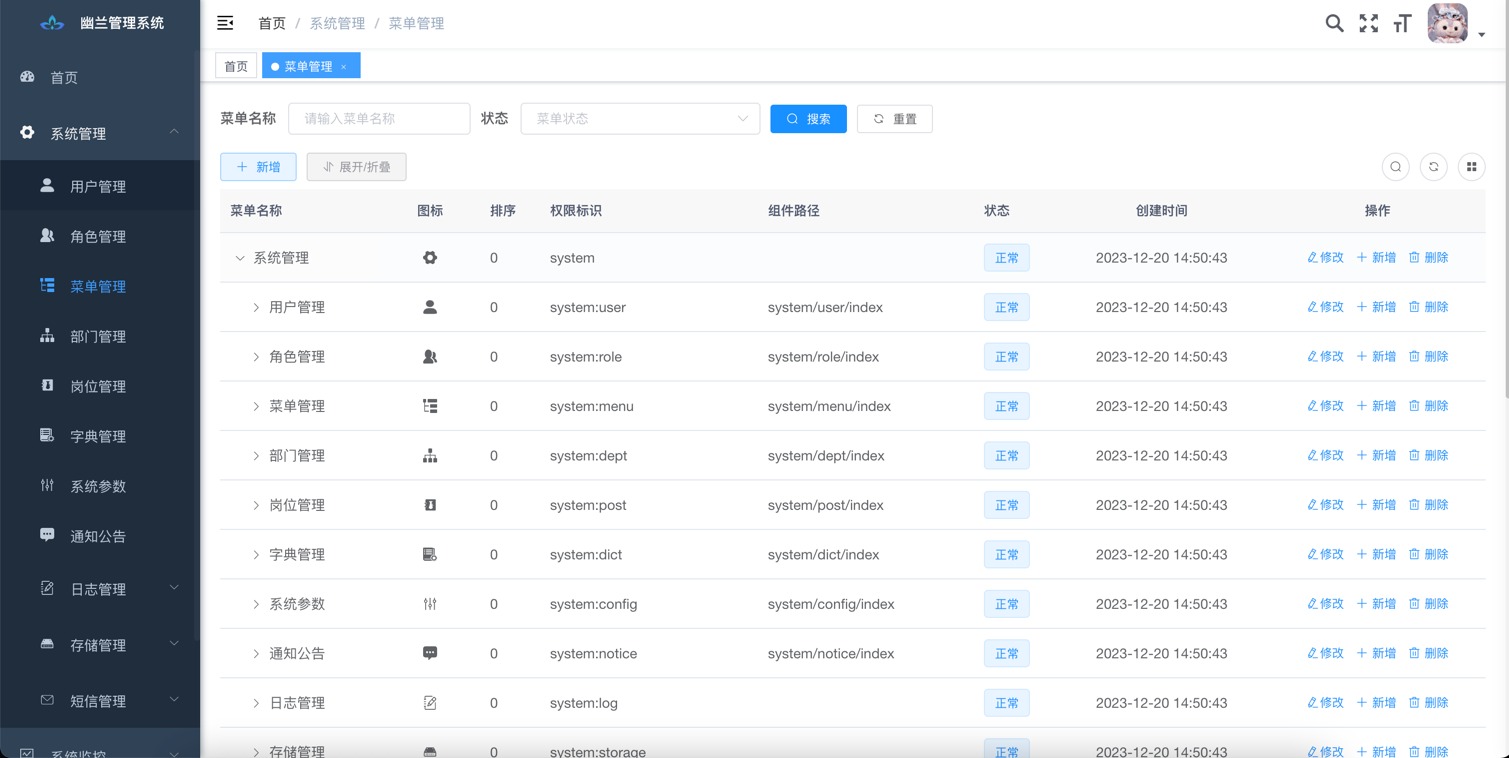 幽兰管理系统
首页
系统管理
用户管理
角色管理
菜单管理
部门管理
岗位管理
字典管理
系统参数
通知公告
日志管理
存储管理
短信管理
系统监控
首页 / 系统管理 / 菜单管理
首页 菜单管理 ×
菜单名称 请输入菜单名称 状态 菜单状态 搜索 重置
新增 展开/折叠
菜单名称 图标 排序 权限标识 组件路径 状态 创建时间 操作
系统管理 0 system 正常 2023-12-20 14:50:43 修改 新增 删除
用户管理 0 system:user system/user/index 正常 2023-12-20 14:50:43 修改 新增 删除
角色管理 0 system:role system/role/index 正常 2023-12-20 14:50:43 修改 新增 删除
菜单管理 0 system:menu system/menu/index 正常 2023-12-20 14:50:43 修改 新增 删除
部门管理 0 system:dept system/dept/index 正常 2023-12-20 14:50:43 修改 新增 删除
岗位管理 0 system:post system/post/index 正常 2023-12-20 14:50:43 修改 新增 删除
字典管理 0 system:dict system/dict/index 正常 2023-12-20 14:50:43 修改 新增 删除
系统参数 0 system:config system/config/index 正常 2023-12-20 14:50:43 修改 新增 删除
通知公告 0 system:notice system/notice/index 正常 2023-12-20 14:50:43 修改 新增 删除
日志管理 0 system:log 正常 2023-12-20 14:50:43 修改 新增 删除
存储管理 0 system:storage 正常 2023-12-20 14:50:43 修改 新增 删除